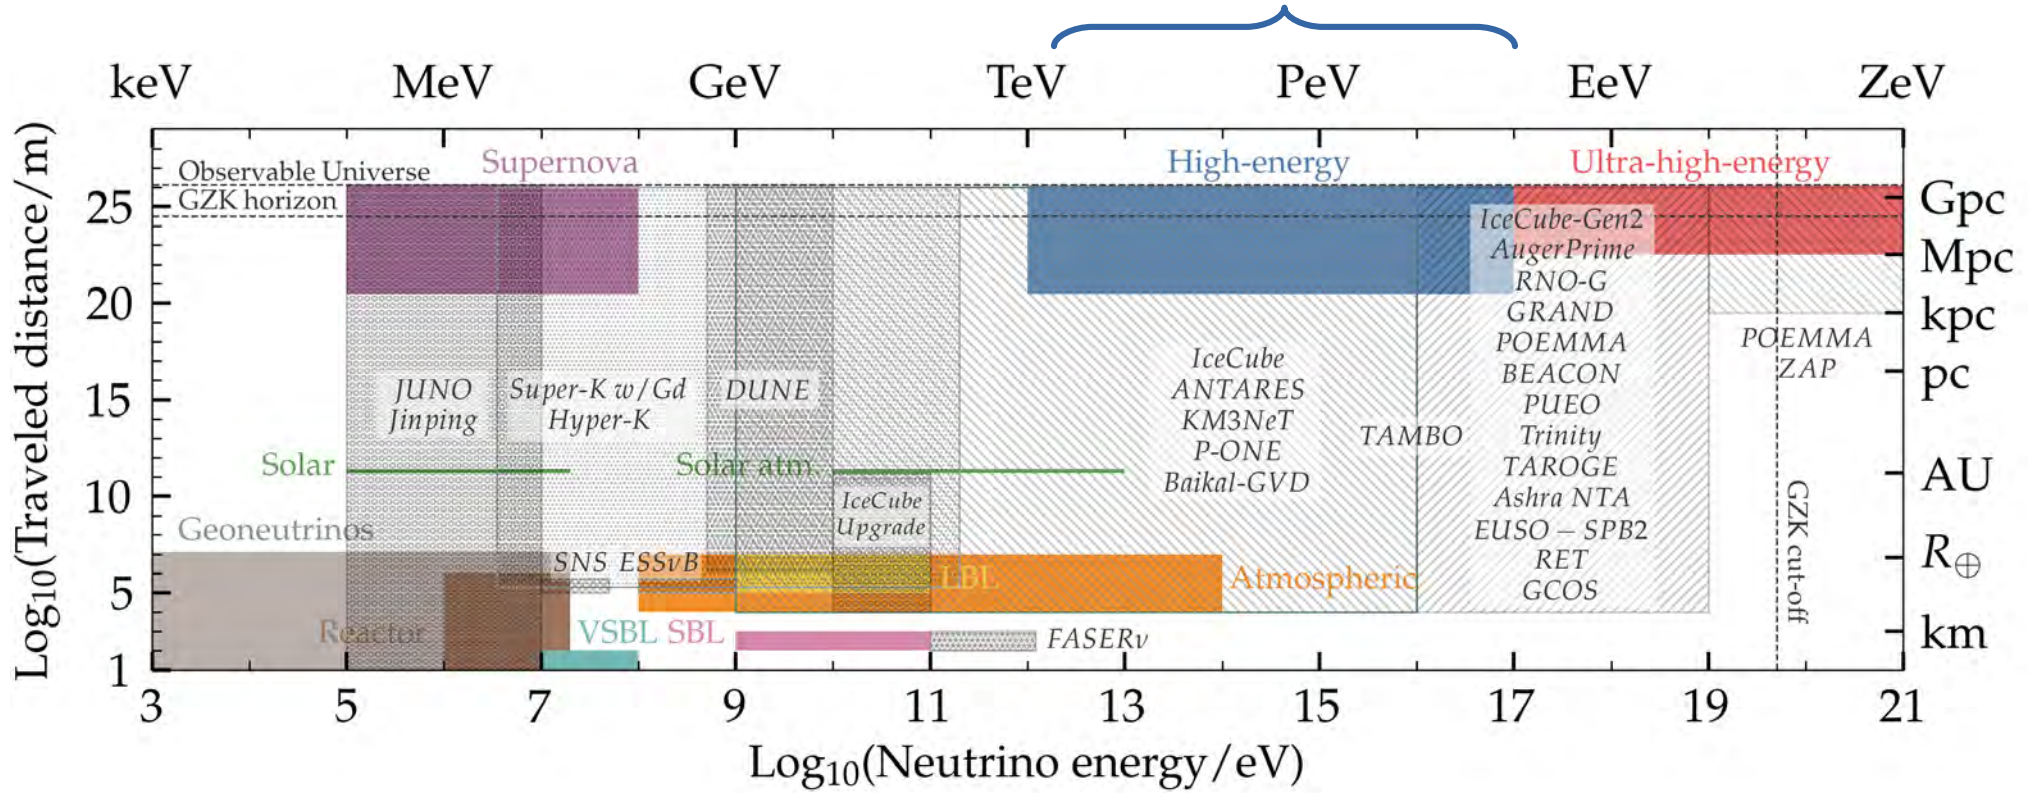 keV MeV GeV TeV PeV EeV ZeV
Log10(Traveled distance/m)
25
20
15
10
5
1
Observable Universe
GZK horizon
Supernova
High-energy
Ultra-high-energy
JUNO
Jinping
Super-K w/Gd
Hyper-K
DUNE
IceCube
ANTARES
KM3NeT
P-ONE
Baikal-GVD
TAMBO
IceCube-Gen2
AugerPrime
RNO-G
GRAND
POEMMA
BEACON
PUEO
Trinity
TAROGE
Ashra NTA
EUSO – SPB2
RET
GCOS
POEMMA
ZAP
GZK cut-off
Solar
Solar atm.
IceCube
Upgrade
Geoneutrinos
SNS ESSνB
LBL
Atmospheric
Reactor
VSBL SBL
FASERν
Gpc
Mpc
kpc
pc
AU
R⊕
km
3 5 7 9 11 13 15 17 19 21
Log10(Neutrino energy/eV)